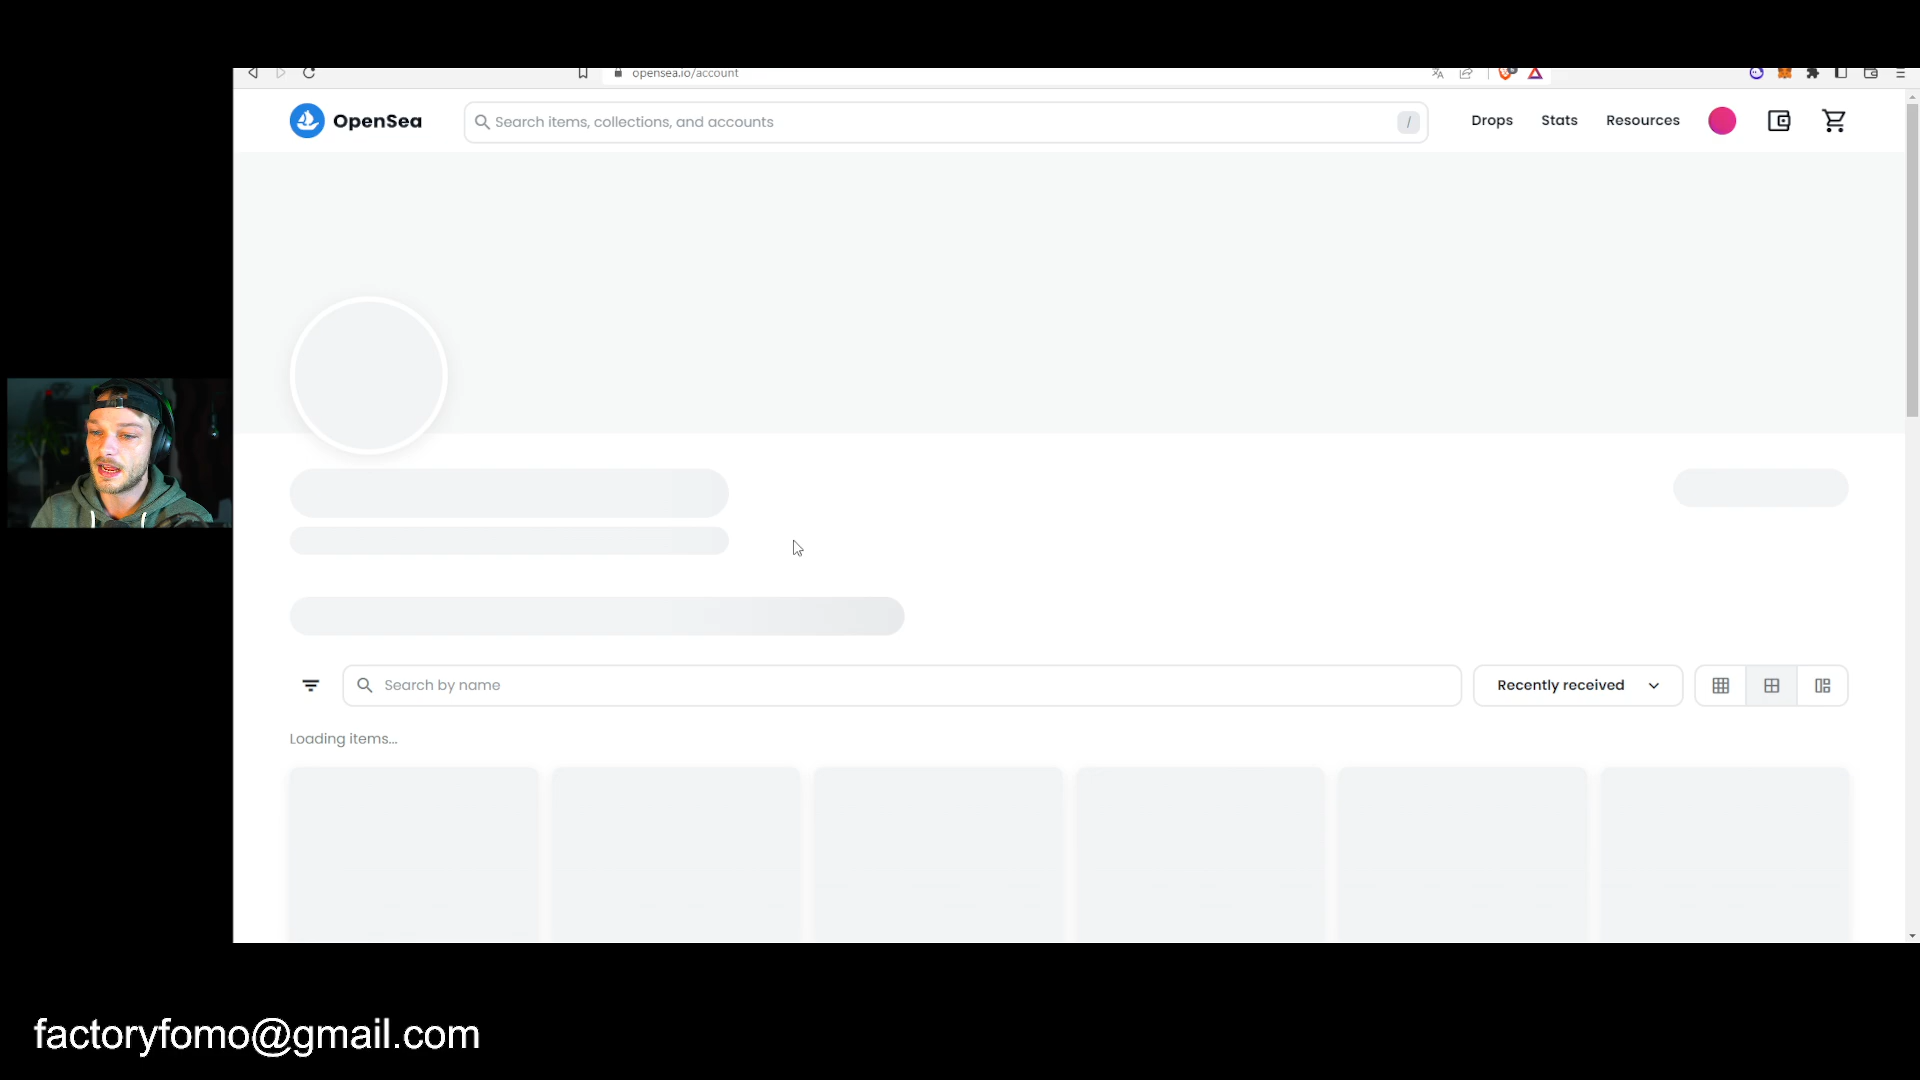 opensea.io/account
OpenSea
Search items, collections, and accounts
/
Drops
Stats
Resources
Search by name
Recently received
Loading items...
factoryfomo@gmail.com